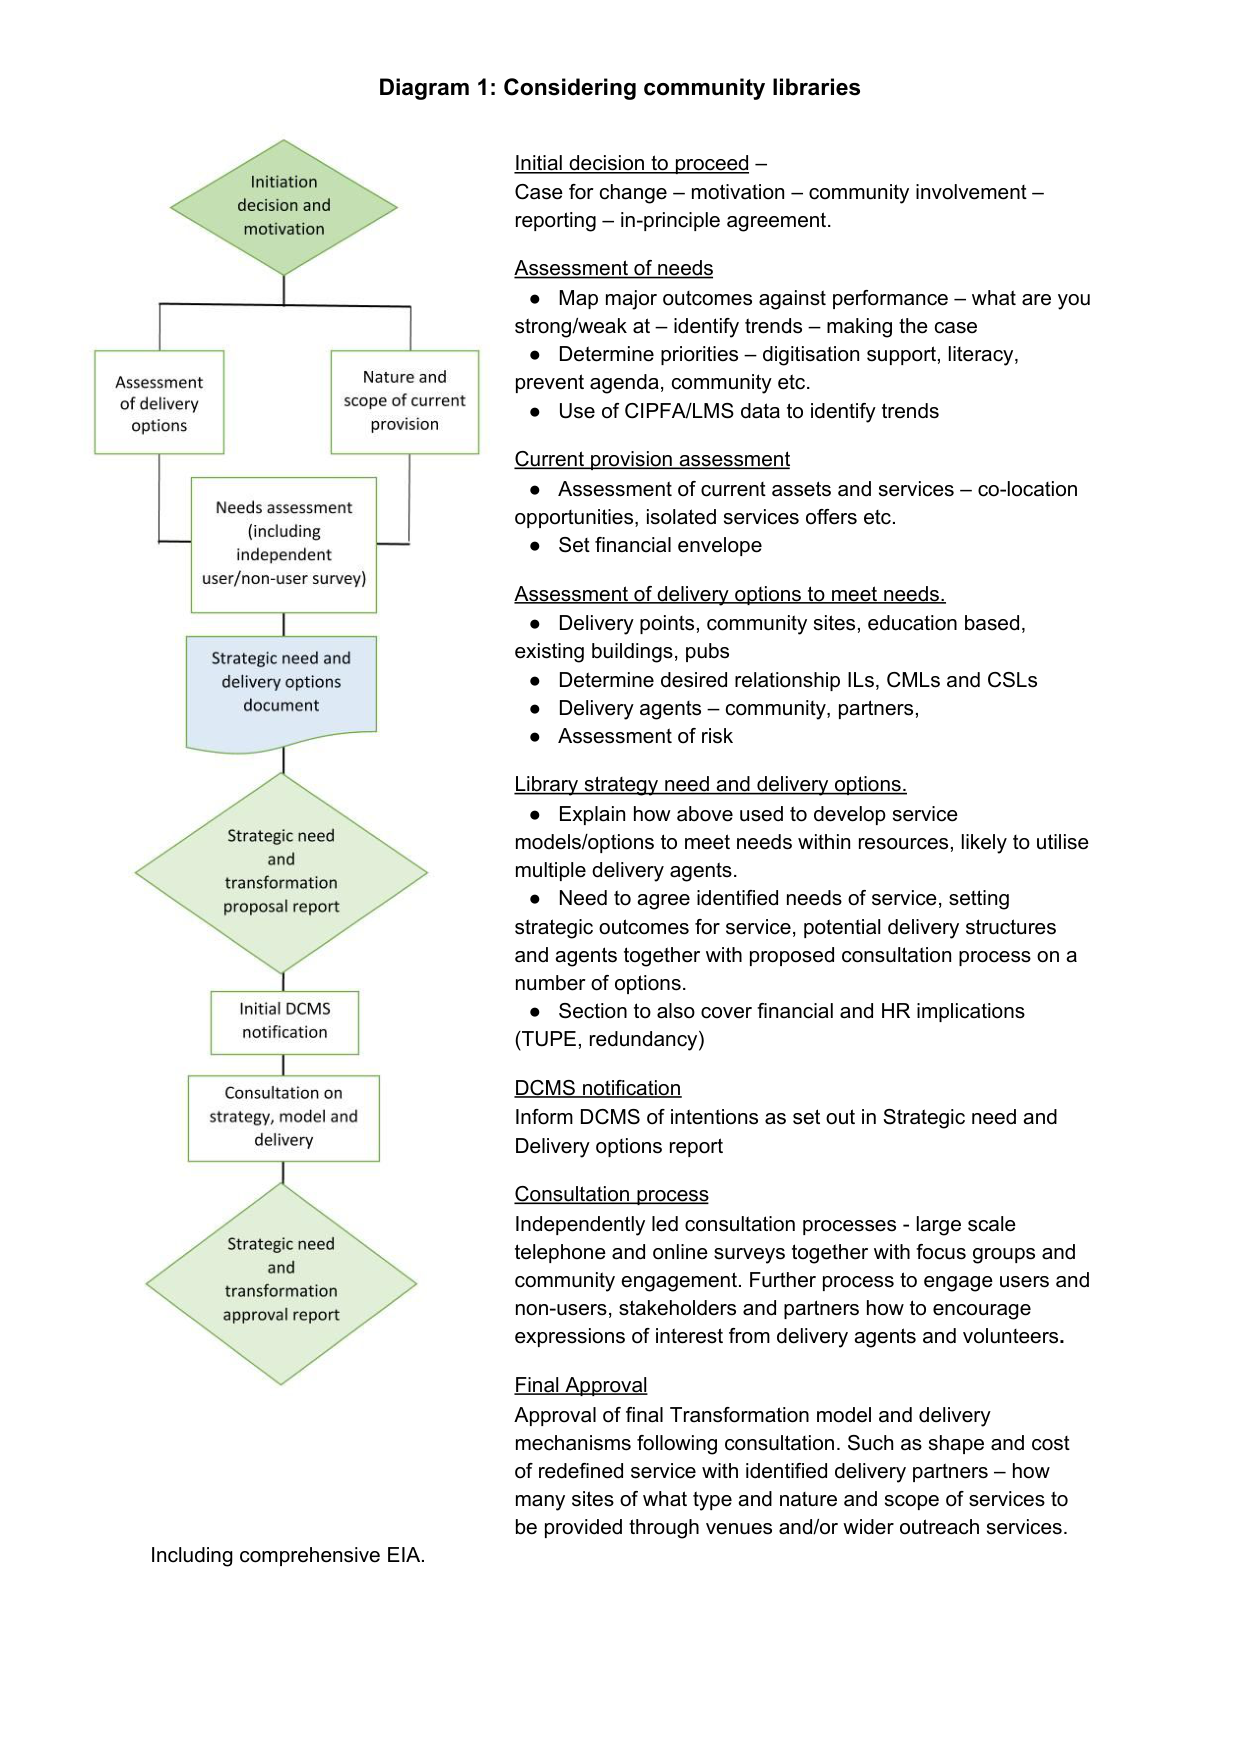 Diagram 1: Considering community libraries
Initiation
decision and
motivation
Assessment
of delivery
options
Nature and
scope of current
provision
Needs assessment
(including
independent
user/non-user survey)
Strategic need and
delivery options
document
Strategic need
and
transformation
proposal report
Initial DCMS
notification
Consultation on
strategy, model and
delivery
Strategic need
and
transformation
approval report
Initial decision to proceed –
Case for change – motivation – community involvement –
reporting – in-principle agreement.
Assessment of needs
● Map major outcomes against performance – what are you
strong/weak at – identify trends – making the case
● Determine priorities – digitisation support, literacy,
prevent agenda, community etc.
● Use of CIPFA/LMS data to identify trends
Current provision assessment
● Assessment of current assets and services – co-location
opportunities, isolated services offers etc.
● Set financial envelope
Assessment of delivery options to meet needs.
● Delivery points, community sites, education based,
existing buildings, pubs
● Determine desired relationship ILs, CMLs and CSLs
● Delivery agents – community, partners,
● Assessment of risk
Library strategy need and delivery options.
● Explain how above used to develop service
models/options to meet needs within resources, likely to utilise
multiple delivery agents.
● Need to agree identified needs of service, setting
strategic outcomes for service, potential delivery structures
and agents together with proposed consultation process on a
number of options.
● Section to also cover financial and HR implications
(TUPE, redundancy)
DCMS notification
Inform DCMS of intentions as set out in Strategic need and
Delivery options report
Consultation process
Independently led consultation processes - large scale
telephone and online surveys together with focus groups and
community engagement. Further process to engage users and
non-users, stakeholders and partners how to encourage
expressions of interest from delivery agents and volunteers.
Final Approval
Approval of final Transformation model and delivery
mechanisms following consultation. Such as shape and cost
of redefined service with identified delivery partners – how
many sites of what type and nature and scope of services to
be provided through venues and/or wider outreach services.
Including comprehensive EIA.